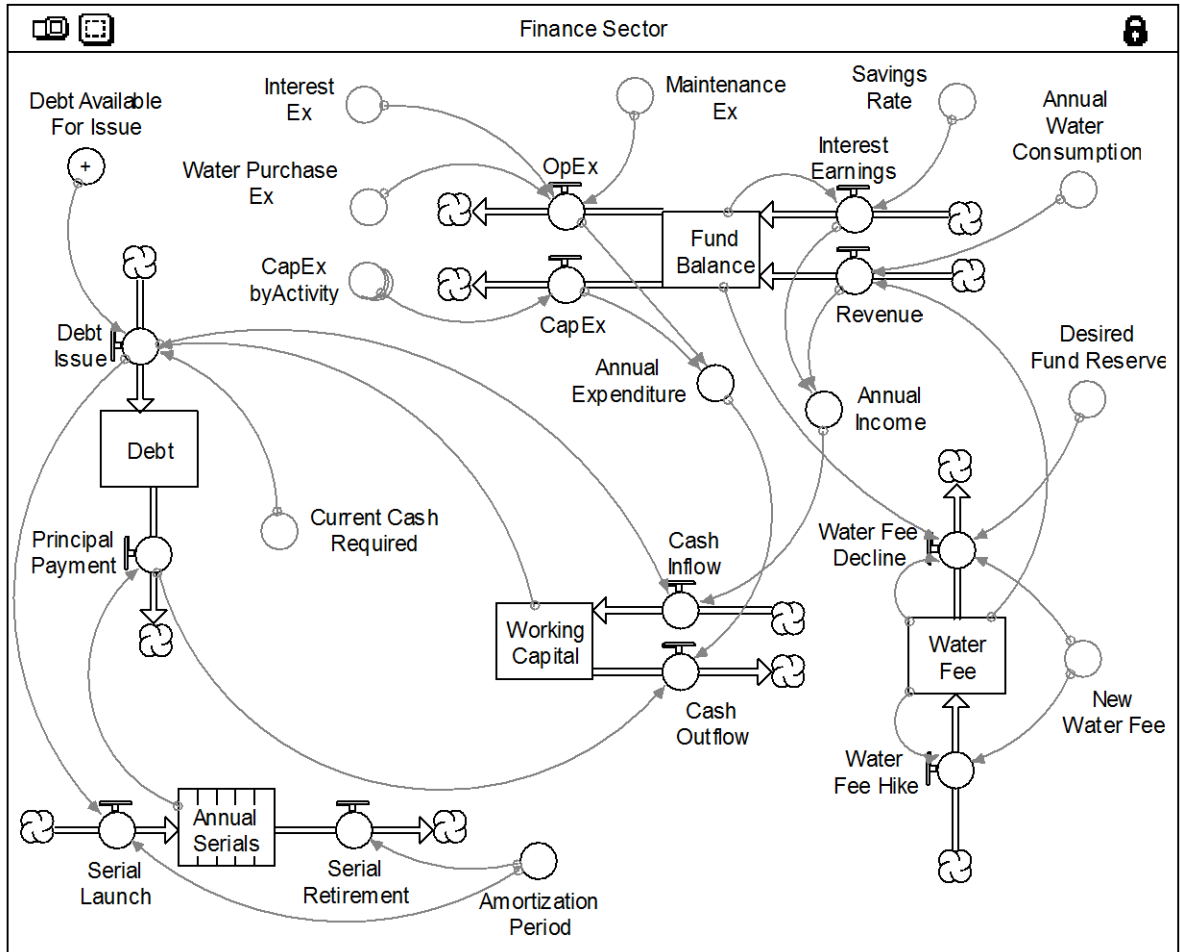 Finance Sector
Debt Available
For Issue
+
Interest
Ex
Maintenance
Ex
Savings
Rate
Annual
Water
Consumption
Water Purchase
Ex
OpEx
Interest
Earnings
Fund
Balance
CapEx
byActivity
CapEx
Revenue
Debt
Issue
Annual
Expenditure
Annual
Income
Desired
Fund Reserve
Debt
Current Cash
Required
Principal
Payment
Cash
Inflow
Water Fee
Decline
Working
Capital
Water
Fee
Cash
Outflow
New
Water Fee
Water
Fee Hike
Annual
Serials
Serial
Launch
Serial
Retirement
Amortization
Period